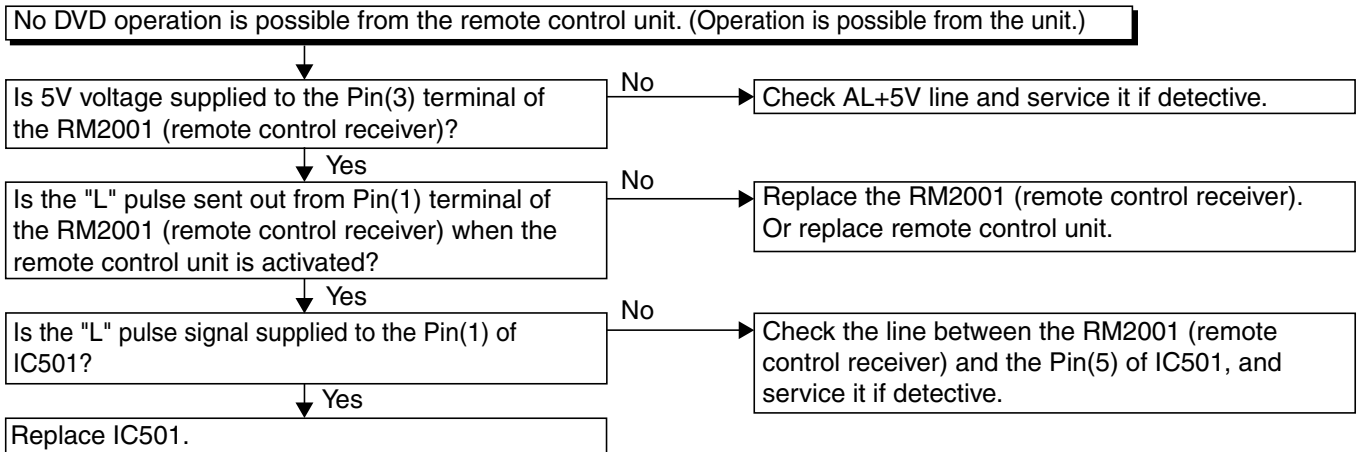 No DVD operation is possible from the remote control unit. (Operation is possible from the unit.)
Is 5V voltage supplied to the Pin(3) terminal of
the RM2001 (remote control receiver)?
No
Check AL+5V line and service it if detective.
Yes
Is the "L" pulse sent out from Pin(1) terminal of
the RM2001 (remote control receiver) when the
remote control unit is activated?
No
Replace the RM2001 (remote control receiver).
Or replace remote control unit.
Yes
Is the "L" pulse signal supplied to the Pin(1) of
IC501?
No
Check the line between the RM2001 (remote
control receiver) and the Pin(5) of IC501, and
service it if detective.
Yes
Replace IC501.